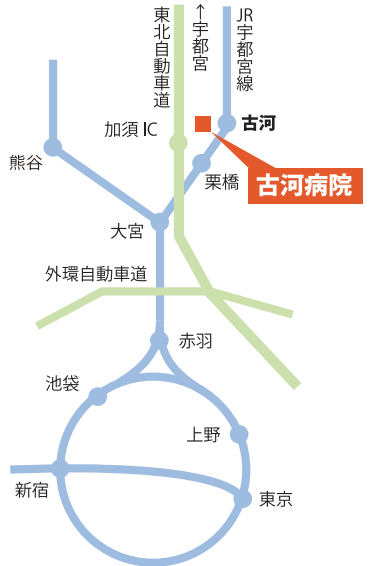 東北自動車道
↑宇都宮
JR宇都宮線
加須IC
古河
熊谷
栗橋
古河病院
大宮
外環自動車道
赤羽
池袋
上野
新宿
東京